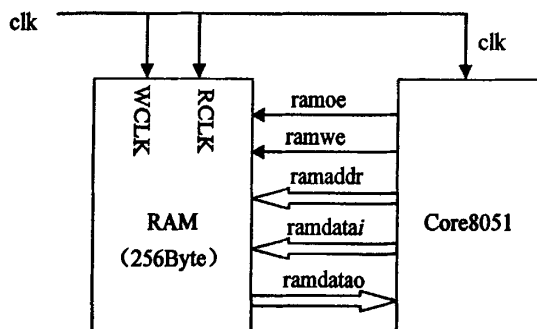 clk
clk
WCLK
RCLK
ramoe
ramwe
ramaddr
RAM
(256Byte)
ramdatai
Core8051
ramdatao